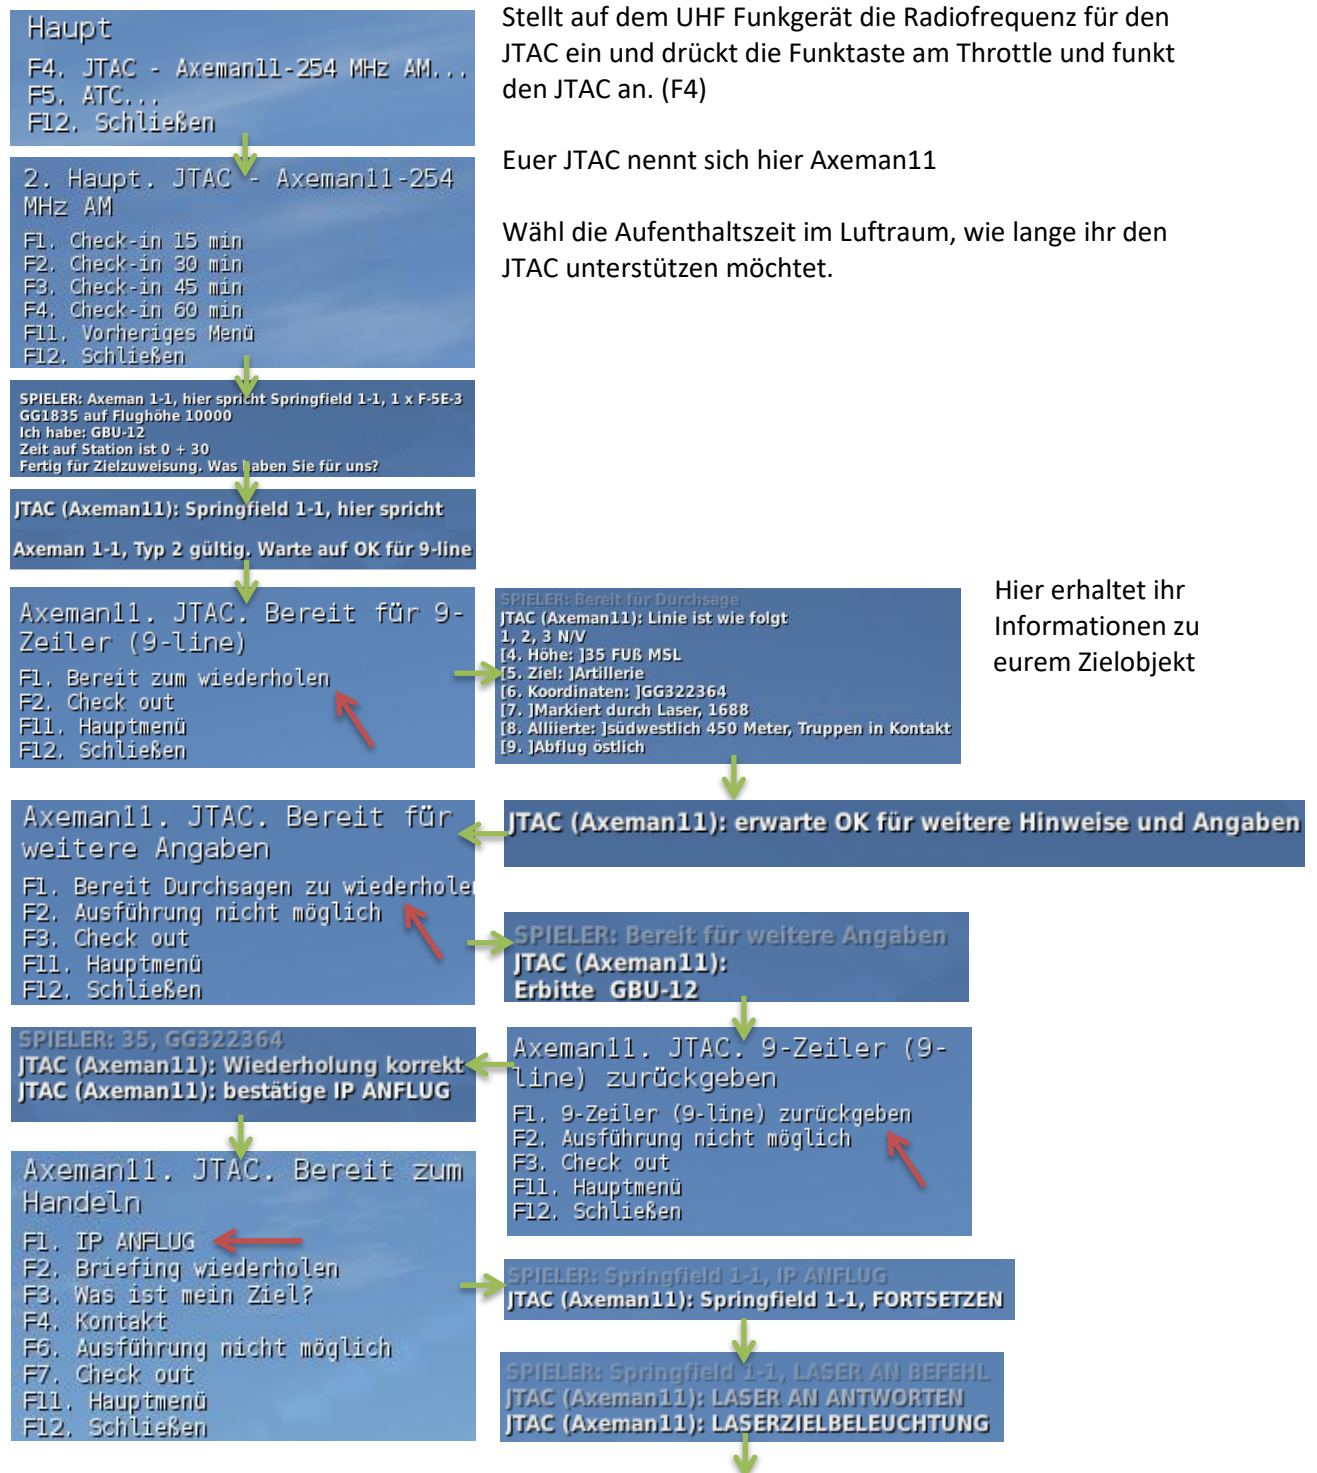 Haupt
F4. JTAC - Axeman11-254 MHz AM...
F5. ATC...
F12. Schließen
Stellt auf dem UHF Funkgerät die Radiofrequenz für den
JTAC ein und drückt die Funktaste am Throttle und funkt
den JTAC an. (F4)
Euer JTAC nennt sich hier Axeman11
Wähl die Aufenthaltszeit im Luftraum, wie lange ihr den
JTAC unterstützen möchtet.
2. Haupt. JTAC - Axeman11-254
MHz AM
F1. Check-in 15 min
F2. Check-in 30 min
F3. Check-in 45 min
F4. Check-in 60 min
F11. Vorheriges Menü
F12. Schließen
SPIELER: Axeman 1-1, hier spricht Springfield 1-1, 1 x F-5E-3
GG1835 auf Flughöhe 10000
Ich habe: GBU-12
Zeit auf Station ist 0 + 30
Fertig für Zielzuweisung. Was haben Sie für uns?
JTAC (Axeman11): Springfield 1-1, hier spricht
Axeman 1-1, Typ 2 gültig. Warte auf OK für 9-line
Axeman11. JTAC. Bereit für 9-
Zeiler (9-line)
F1. Bereit zum wiederholen
F2. Check out
F11. Hauptmenü
F12. Schließen
SPIELER: Bereit für Durchsage
JTAC (Axeman11): Linie ist wie folgt
1, 2, 3 N/V
[4. Höhe: ]35 FUß MSL
[5. Ziel: ]Artillerie
[6. Koordinaten: ]GG322364
[7. ]Markiert durch Laser, 1688
[8. Alliierte: ]südwestlich 450 Meter, Truppen in Kontakt
[9. ]Abflug östlich
Hier erhaltet ihr
Informationen zu
eurem Zielobjekt
JTAC (Axeman11): erwarte OK für weitere Hinweise und Angaben
Axeman11. JTAC. Bereit für
weitere Angaben
F1. Bereit Durchsagen zu wiederholen
F2. Ausführung nicht möglich
F3. Check out
F11. Hauptmenü
F12. Schließen
SPIELER: Bereit für weitere Angaben
JTAC (Axeman11):
Erbitte GBU-12
Axeman11. JTAC. 9-Zeiler (9-
line) zurückgeben
F1. 9-Zeiler (9-line) zurückgeben
F2. Ausführung nicht möglich
F3. Check out
F11. Hauptmenü
F12. Schließen
SPIELER: 35, GG322364
JTAC (Axeman11): Wiederholung korrekt
JTAC (Axeman11): bestätige IP ANFLUG
Axeman11. JTAC. Bereit zum
Handeln
F1. IP ANFLUG
F2. Briefing wiederholen
F3. Was ist mein Ziel?
F4. Kontakt
F6. Ausführung nicht möglich
F7. Check out
F11. Hauptmenü
F12. Schließen
SPIELER: Springfield 1-1, IP ANFLUG
JTAC (Axeman11): Springfield 1-1, FORTSETZEN
SPIELER: Springfield 1-1, LASER AN BEFEHL
JTAC (Axeman11): LASER AN ANTWORTEN
JTAC (Axeman11): LASERZIELBELEUCHTUNG